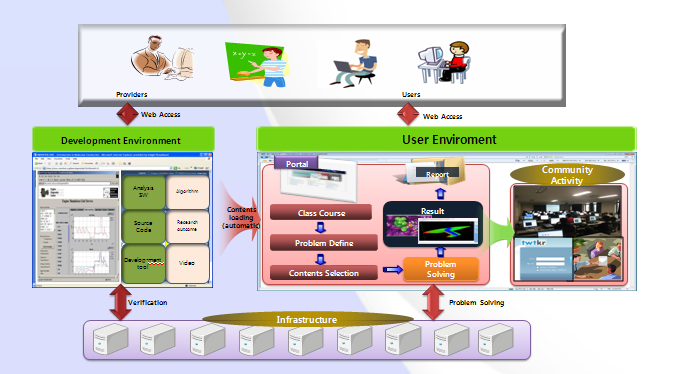 x + y = z
Providers
Users
Web Access
Web Access
Development Environment
User Enviroment
Analysis
SW
Algorithm
Source
Code
Research
outcome
Development
tool
Video
Contents
loading
(automatic)
Portal
Class Course
Problem Define
Contents Selection
Report
Result
Problem
Solving
Community
Activity
twtkr
Verification
Problem Solving
Infrastructure